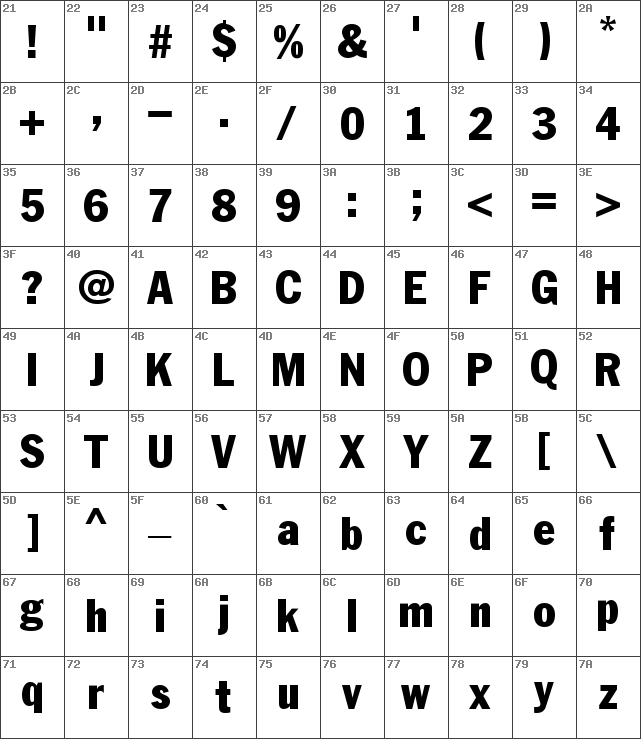 21 22 23 24 25 26 27 28 29 2A
! " # $ % & ' ( ) *
2B 2C 2D 2E 2F 30 31 32 33 34
+ , - . / 0 1 2 3 4
35 36 37 38 39 3A 3B 3C 3D 3E
5 6 7 8 9 : ; < = >
3F 40 41 42 43 44 45 46 47 48
? @ A B C D E F G H
49 4A 4B 4C 4D 4E 4F 50 51 52
I J K L M N O P Q R
53 54 55 56 57 58 59 5A 5B 5C
S T U V W X Y Z [ \
5D 5E 5F 60 61 62 63 64 65 66
] ^ _ ` a b c d e f
67 68 69 6A 6B 6C 6D 6E 6F 70
g h i j k l m n o p
71 72 73 74 75 76 77 78 79 7A
q r s t u v w x y z